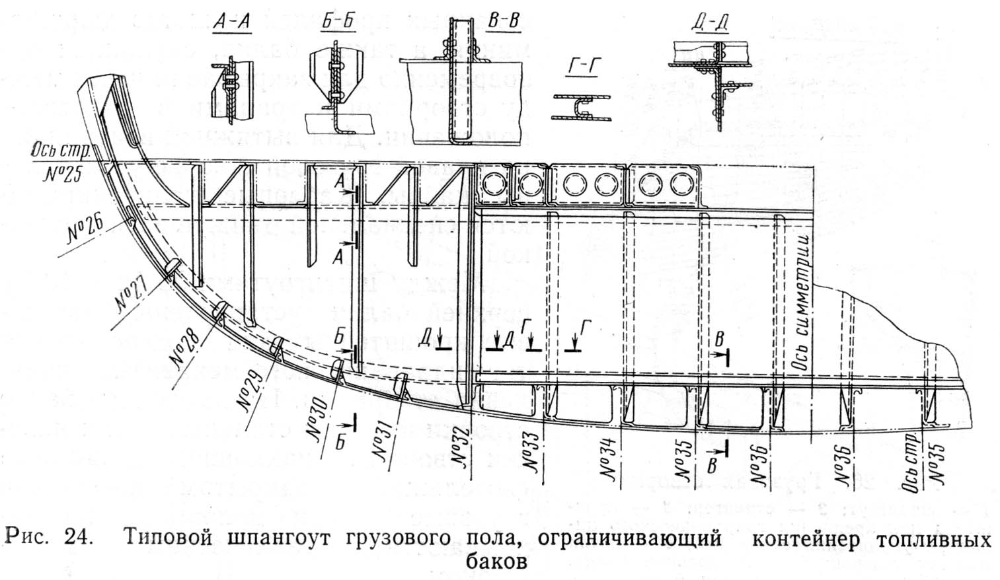 А-А
Б-Б
В-В
Д-Д
Г-Г
Ось стр.
№25
№26
№27
№28
№29
№30
№31
№32
№33
№34
№35
№36
№36
Ось стр.
№35
А
А
Б
Б
Д
Д
Г
Г
В
В
Ось симметрии
Рис. 24. Типовой шпангоут грузового пола, ограничивающий контейнер топливных
баков